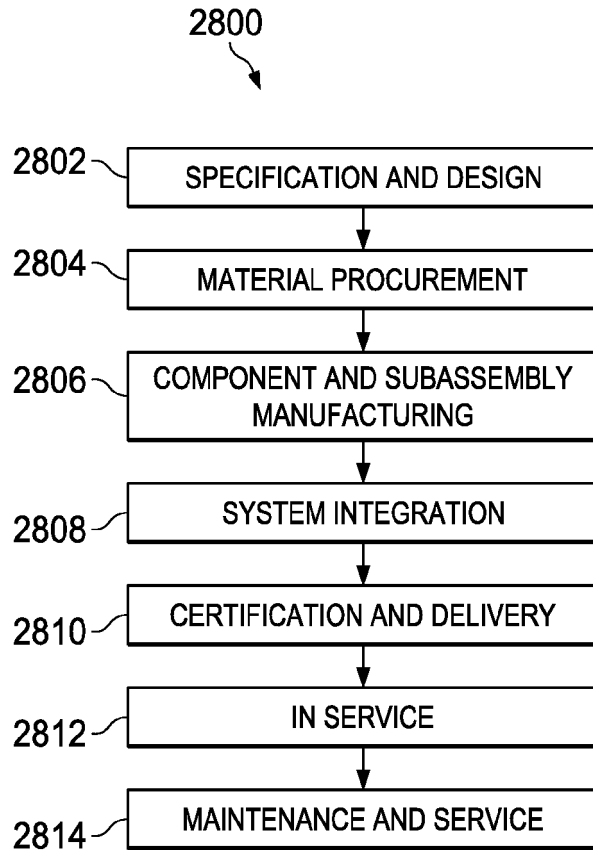 2800
2802
SPECIFICATION AND DESIGN
2804
MATERIAL PROCUREMENT
2806
COMPONENT AND SUBASSEMBLY
MANUFACTURING
2808
SYSTEM INTEGRATION
2810
CERTIFICATION AND DELIVERY
2812
IN SERVICE
2814
MAINTENANCE AND SERVICE